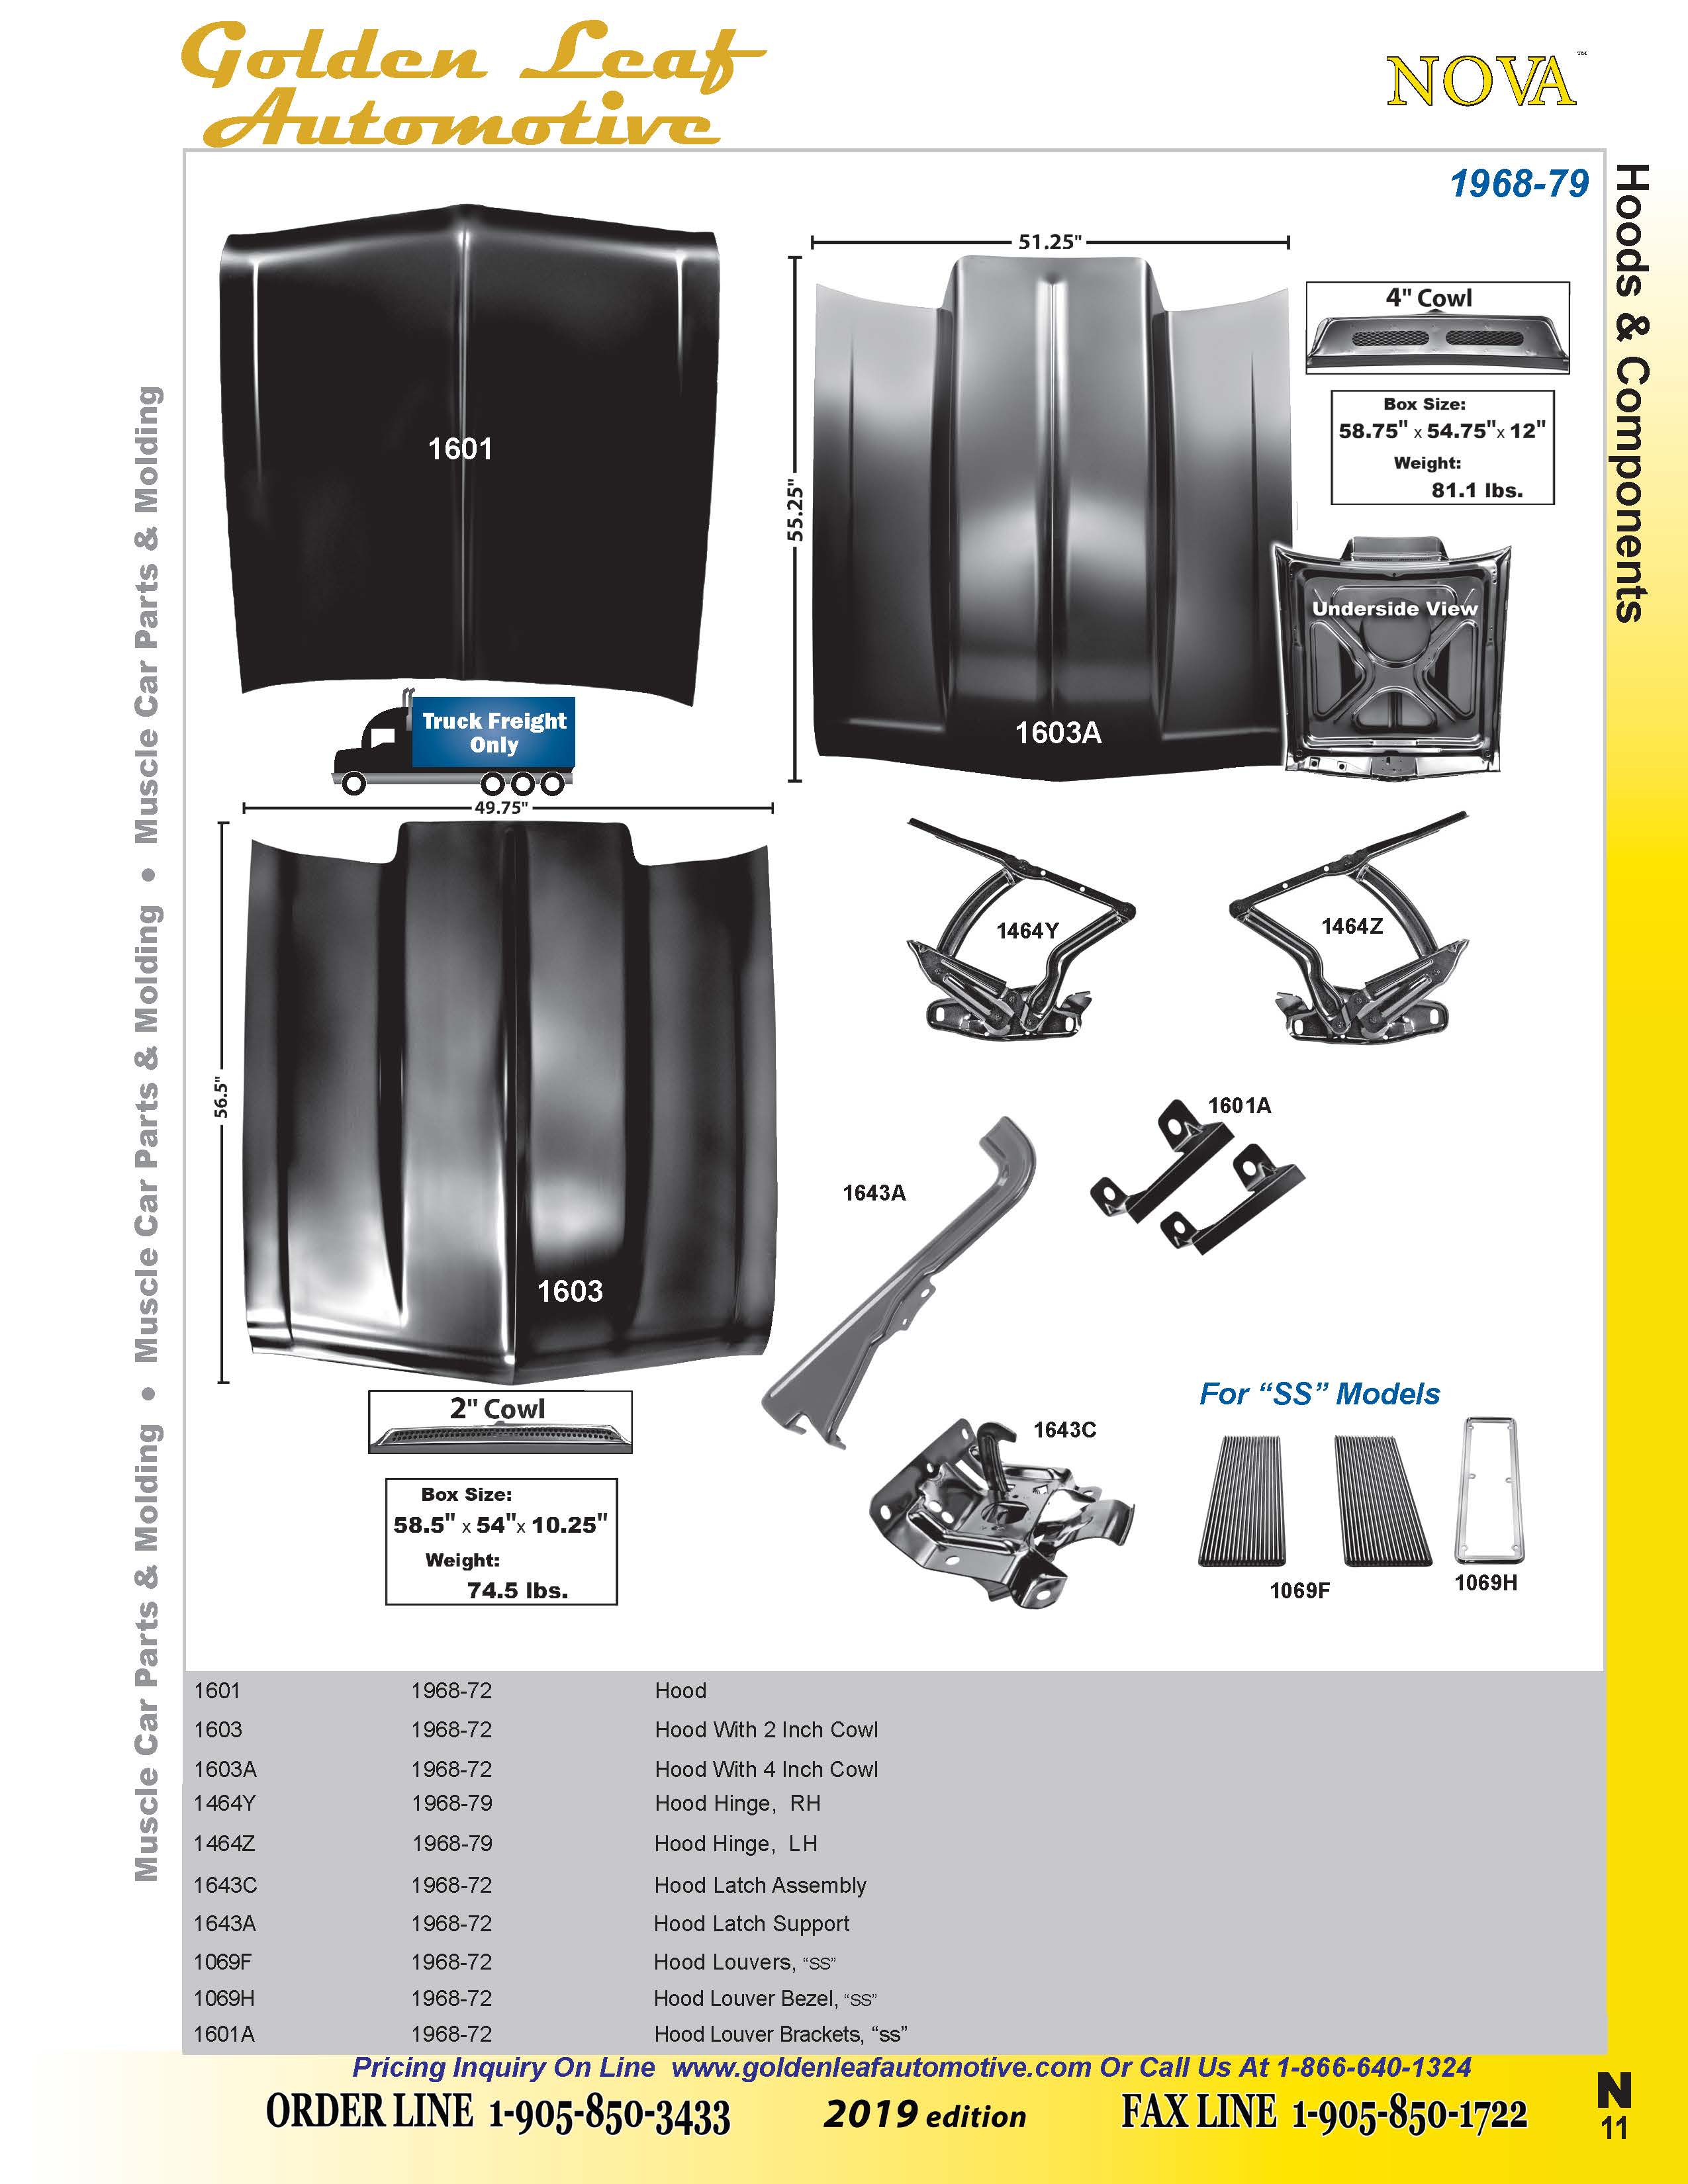 Golden Leaf
Automotive
NOVA™
1968-79
Hoods & Components
Muscle Car Parts & Molding • Muscle Car Parts & Molding • Muscle Car Parts & Molding
1601
51.25"
55.25"
1603A
4" Cowl
Box Size:
58.75" x 54.75"x 12"
Weight:
81.1 lbs.
Underside View
Truck Freight
Only
49.75"
56.5"
1603
2" Cowl
Box Size:
58.5" x 54"x 10.25"
Weight:
74.5 lbs.
1464Y
1464Z
1601A
1643A
1643C
For “SS” Models
1069F
1069H
1601 1968-72 Hood
1603 1968-72 Hood With 2 Inch Cowl
1603A 1968-72 Hood With 4 Inch Cowl
1464Y 1968-79 Hood Hinge, RH
1464Z 1968-79 Hood Hinge, LH
1643C 1968-72 Hood Latch Assembly
1643A 1968-72 Hood Latch Support
1069F 1968-72 Hood Louvers, “SS”
1069H 1968-72 Hood Louver Bezel, “SS”
1601A 1968-72 Hood Louver Brackets, “ss”
Pricing Inquiry On Line www.goldenleafautomotive.com Or Call Us At 1-866-640-1324
ORDER LINE 1-905-850-3433 2019 edition FAX LINE 1-905-850-1722
N
11